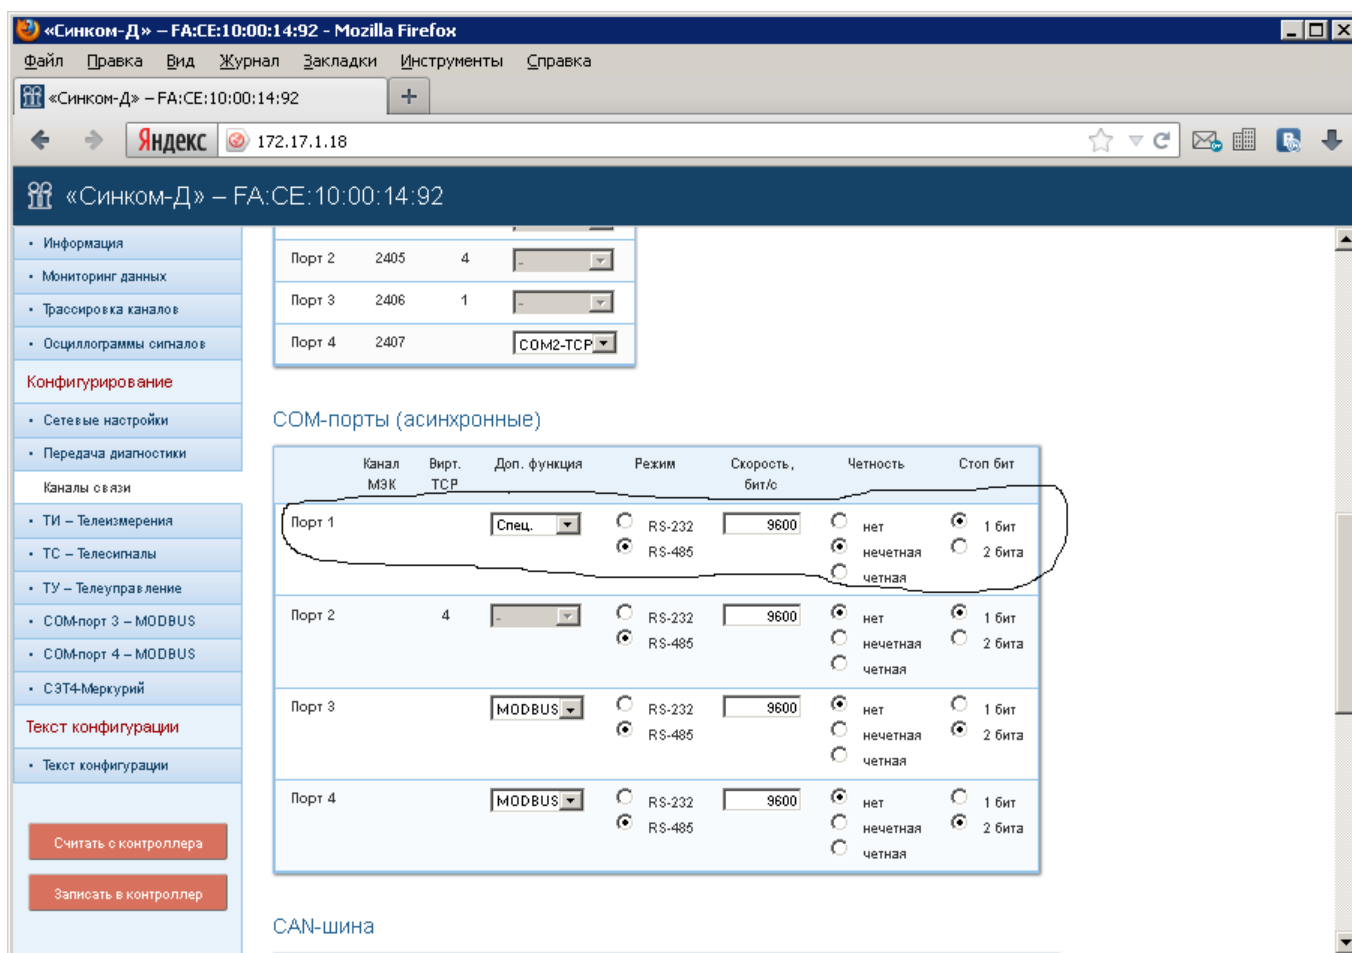 «Синком-Д» – FA:CE:10:00:14:92 - Mozilla Firefox
Файл Правка Вид Журнал Закладки Инструменты Справка
«Синком-Д» – FA:CE:10:00:14:92 +
Яндекс 172.17.1.18
«Синком-Д» – FA:CE:10:00:14:92
• Информация
• Мониторинг данных
• Трассировка каналов
• Осциллограммы сигналов
Конфигурирование
• Сетевые настройки
• Передача диагностики
Каналы связи
• ТИ – Телеизмерения
• ТС – Телесигналы
• ТУ – Телеуправление
• COM-порт 3 – MODBUS
• COM-порт 4 – MODBUS
• СЭТ4-Меркурий
Текст конфигурации
• Текст конфигурации
Считать с контроллера
Записать в контроллер
Порт 2 2405 4 -
Порт 3 2406 1 -
Порт 4 2407 COM2-TCP
COM-порты (асинхронные)
Канал МЭК Вирт. TCP Доп. функция Режим Скорость, бит/с Четность Стоп бит
Порт 1 Спец. RS-232 9600 нет 1 бит
RS-485 нечетная 2 бита
четная
Порт 2 4 - RS-232 9600 нет 1 бит
RS-485 нечетная 2 бита
четная
Порт 3 MODBUS RS-232 9600 нет 1 бит
RS-485 нечетная 2 бита
четная
Порт 4 MODBUS RS-232 9600 нет 1 бит
RS-485 нечетная 2 бита
четная
CAN-шина